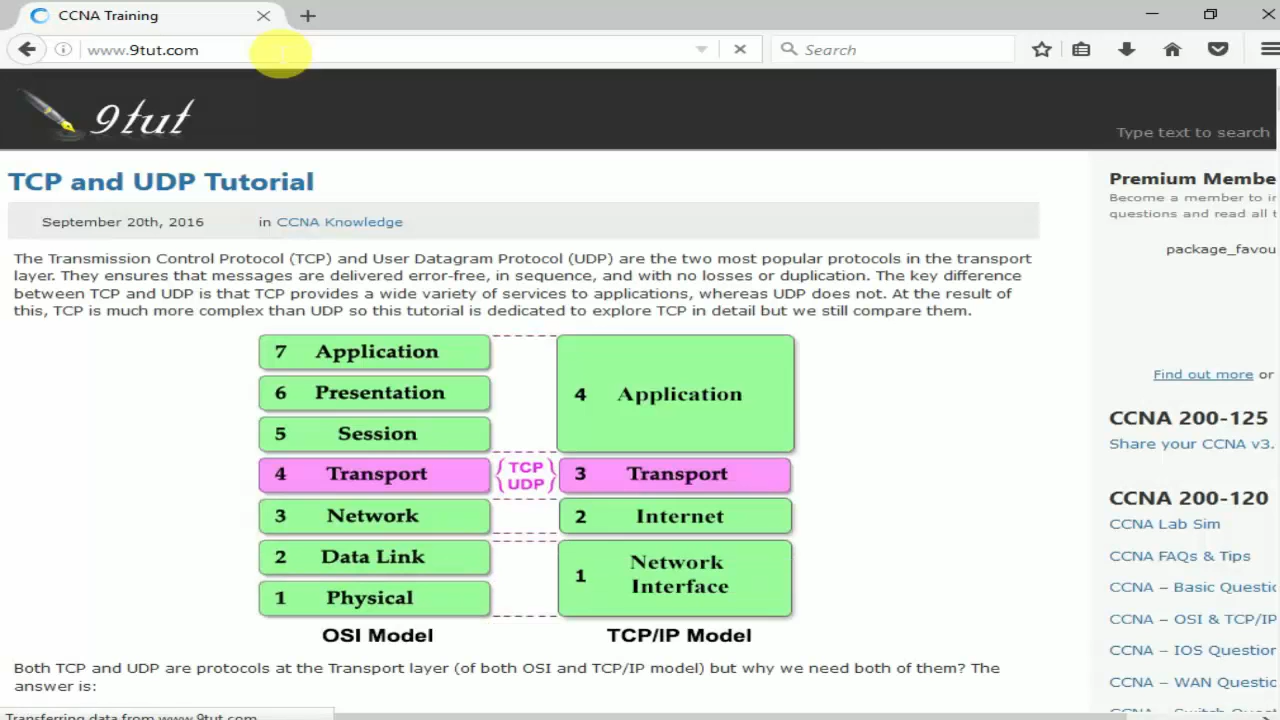 CCNA Training
www.9tut.com
Search
9tut
Type text to search
TCP and UDP Tutorial
September 20th, 2016 in CCNA Knowledge
The Transmission Control Protocol (TCP) and User Datagram Protocol (UDP) are the two most popular protocols in the transport
layer. They ensures that messages are delivered error-free, in sequence, and with no losses or duplication. The key difference
between TCP and UDP is that TCP provides a wide variety of services to applications, whereas UDP does not. At the result of
this, TCP is much more complex than UDP so this tutorial is dedicated to explore TCP in detail but we still compare them.
7 Application
6 Presentation
5 Session
4 Transport
3 Network
2 Data Link
1 Physical
OSI Model
TCP
UDP
4 Application
3 Transport
2 Internet
1 Network
Interface
TCP/IP Model
Both TCP and UDP are protocols at the Transport layer (of both OSI and TCP/IP model) but why we need both of them? The
answer is:
Premium Membe
Become a member to in
questions and read all t
package_favou
Find out more or
CCNA 200-125
Share your CCNA v3.
CCNA 200-120
CCNA Lab Sim
CCNA FAQs & Tips
CCNA – Basic Questio
CCNA – OSI & TCP/IP
CCNA – IOS Question
CCNA – WAN Questio
CCNA – Switch Quest
Transferring data from www.9tut.com